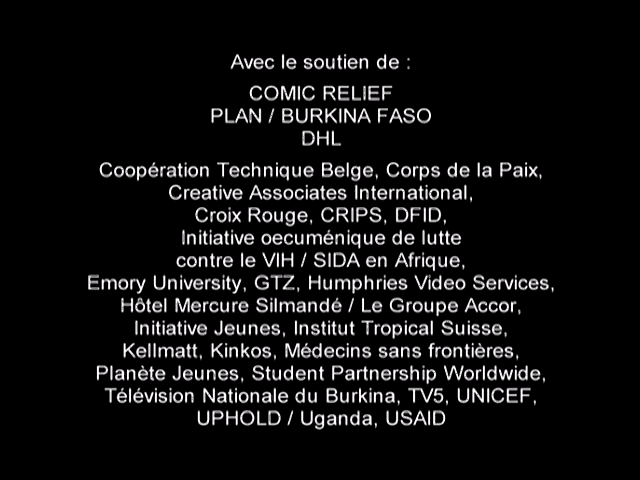 Avec le soutien de :
COMIC RELIEF
PLAN / BURKINA FASO
DHL
Coopération Technique Belge, Corps de la Paix,
Creative Associates International,
Croix Rouge, CRIPS, DFID,
Initiative oecuménique de lutte
contre le VIH / SIDA en Afrique,
Emory University, GTZ, Humphries Video Services,
Hôtel Mercure Silmandé / Le Groupe Accor,
Initiative Jeunes, Institut Tropical Suisse,
Kellmatt, Kinkos, Médecins sans frontières,
Planète Jeunes, Student Partnership Worldwide,
Télévision Nationale du Burkina, TV5, UNICEF,
UPHOLD / Uganda, USAID